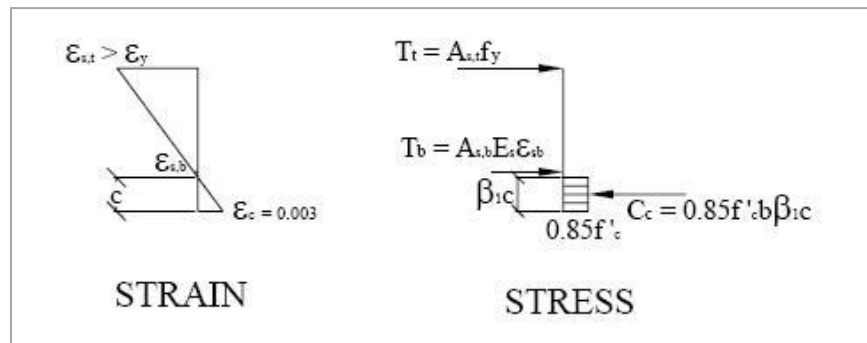 εs,t > εy
εs,b
c
εc = 0.003
STRAIN
Tt = As,tfy
Tb = As,bEsεsb
β1c
Cc = 0.85f'cbβ1c
0.85f'c
STRESS